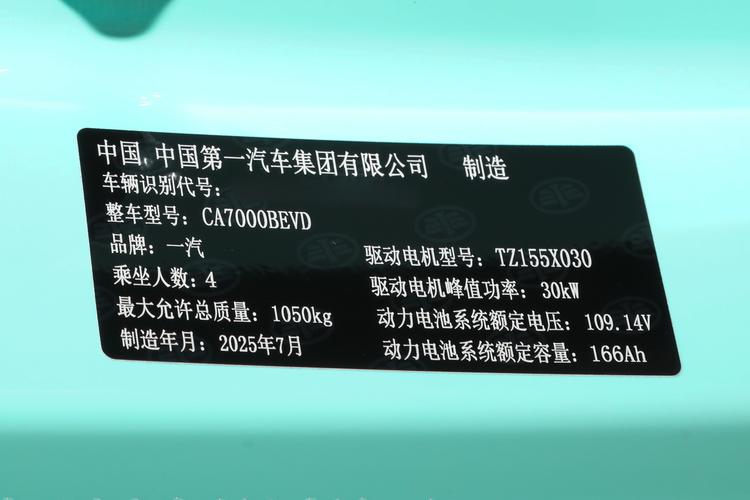 中国,中国第一汽车集团有限公司 制造
车辆识别代号:
整车型号: CA7000BEVD
品牌: 一汽
驱动电机型号: TZ155X030
乘坐人数: 4
驱动电机峰值功率: 30kW
最大允许总质量: 1050kg
动力电池系统额定电压: 109.14V
制造年月: 2025年7月
动力电池系统额定容量: 166Ah